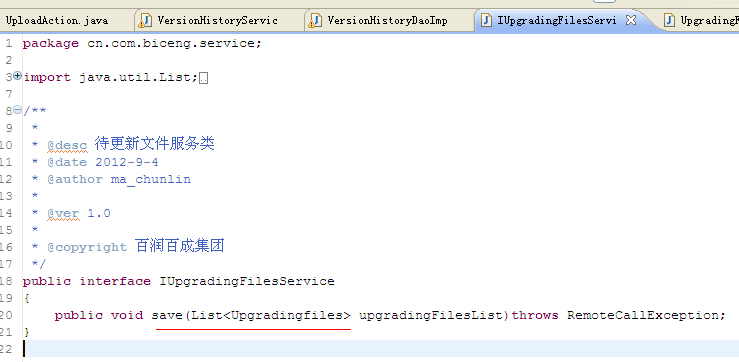 UploadAction.java VersionHistoryServic VersionHistoryDaoImp IUpgradingFilesServi UpgradingF
1 package cn.com.biceng.service;
2
3 import java.util.List;
7
8 /**
9 *
10 * @desc 待更新文件服务类
11 * @date 2012-9-4
12 * @author ma_chunlin
13 *
14 * @ver 1.0
15 *
16 * @copyright 百润百成集团
17 */
18 public interface IUpgradingFilesService
19 {
20 public void save(List<Upgradingfiles> upgradingFilesList)throws RemoteCallException;
21 }
22